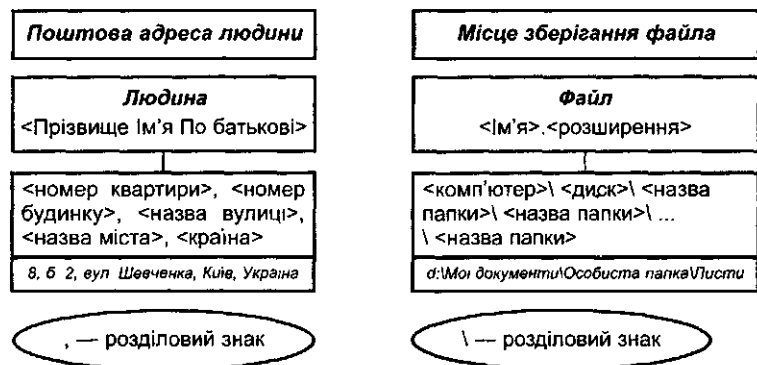 Поштова адреса людини
Людина
<Прізвище Ім'я По батькові>
<номер квартири>, <номер
будинку>, <назва вулиці>,
<назва міста>, <країна>
8, б 2, вул Шевченка, Київ, Україна
, — розділовий знак
Місце зберігання файла
Файл
<Ім'я>.<розширення>
<комп'ютер>\ <диск>\ <назва
папки>\ <назва папки>\ ...
\ <назва папки>
d:\Мої документи\Особиста папка\Листи
\ — розділовий знак